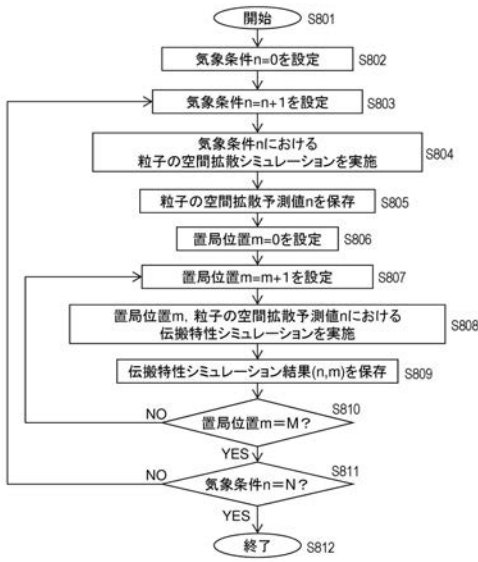 開始 S801
気象条件n=0を設定 S802
気象条件n=n+1を設定 S803
気象条件nにおける
粒子の空間拡散シミュレーションを実施 S804
粒子の空間拡散予測値nを保存 S805
置局位置m=0を設定 S806
置局位置m=m+1を設定 S807
置局位置m, 粒子の空間拡散予測値nにおける
伝搬特性シミュレーションを実施 S808
伝搬特性シミュレーション結果(n,m)を保存 S809
S810
NO 置局位置m=M?
YES
S811
NO 気象条件n=N?
YES
終了 S812